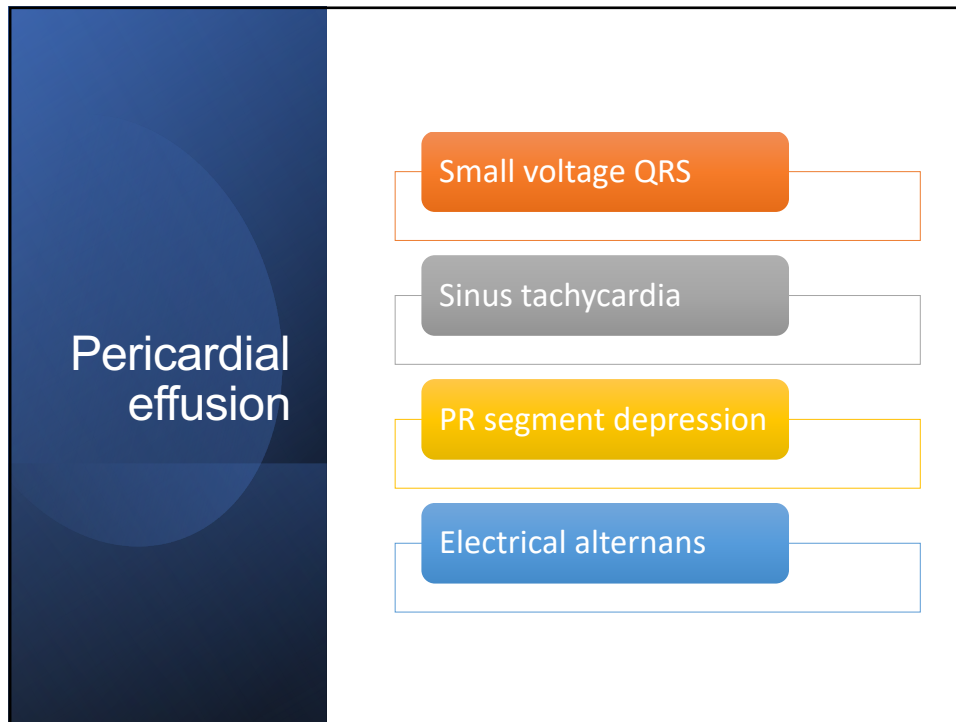 Pericardial
effusion
Small voltage QRS
Sinus tachycardia
PR segment depression
Electrical alternans